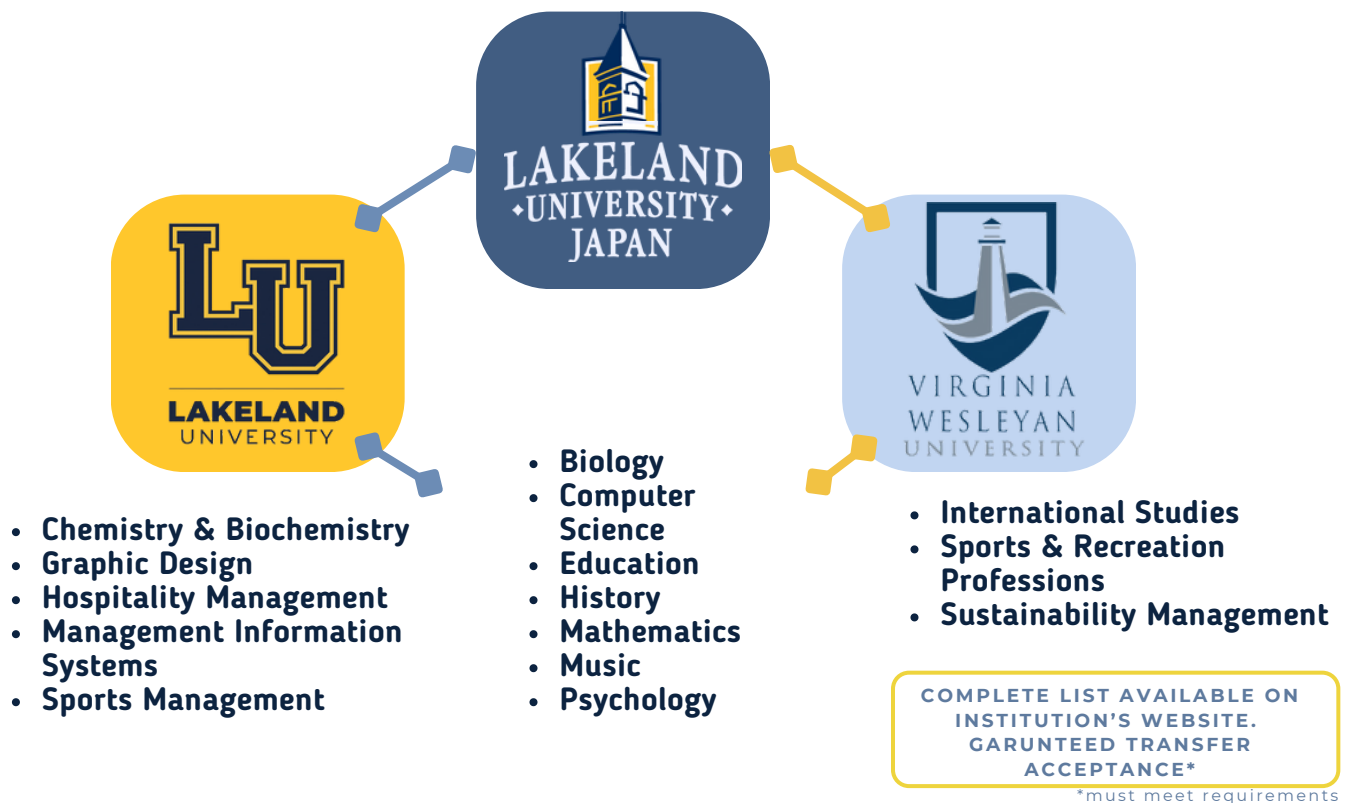 LAKELAND
UNIVERSITY
JAPAN
LU
LAKELAND
UNIVERSITY
VIRGINIA
WESLEYAN
UNIVERSITY
• Chemistry & Biochemistry
• Graphic Design
• Hospitality Management
• Management Information
Systems
• Sports Management
• Biology
• Computer
Science
• Education
• History
• Mathematics
• Music
• Psychology
• International Studies
• Sports & Recreation
Professions
• Sustainability Management
COMPLETE LIST AVAILABLE ON
INSTITUTION'S WEBSITE.
GARUNTEED TRANSFER
ACCEPTANCE*
*must meet requirements